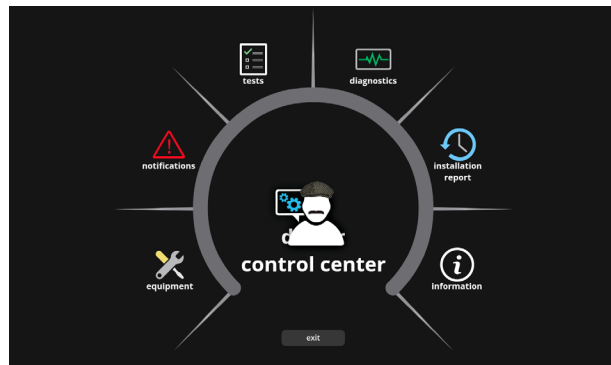 tests
diagnostics
notifications
installation
report
control center
equipment
information
exit